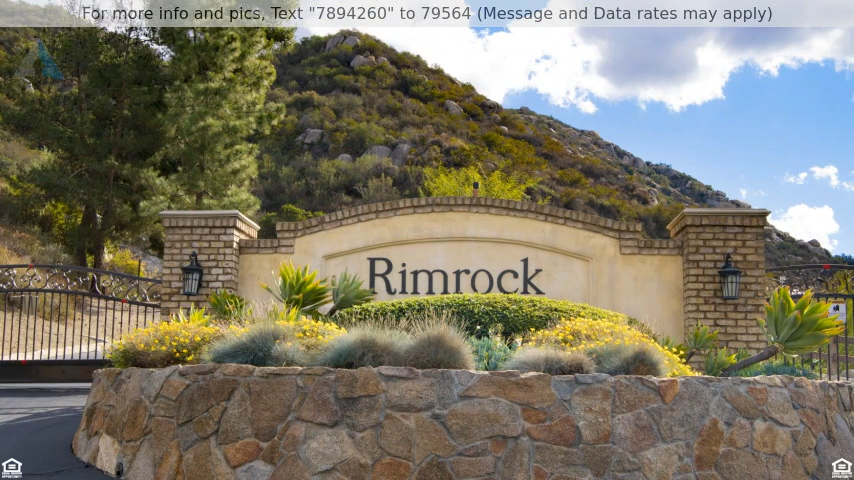 For more info and pics, Text "7894260" to 79564 (Message and Data rates may apply)
Rimrock